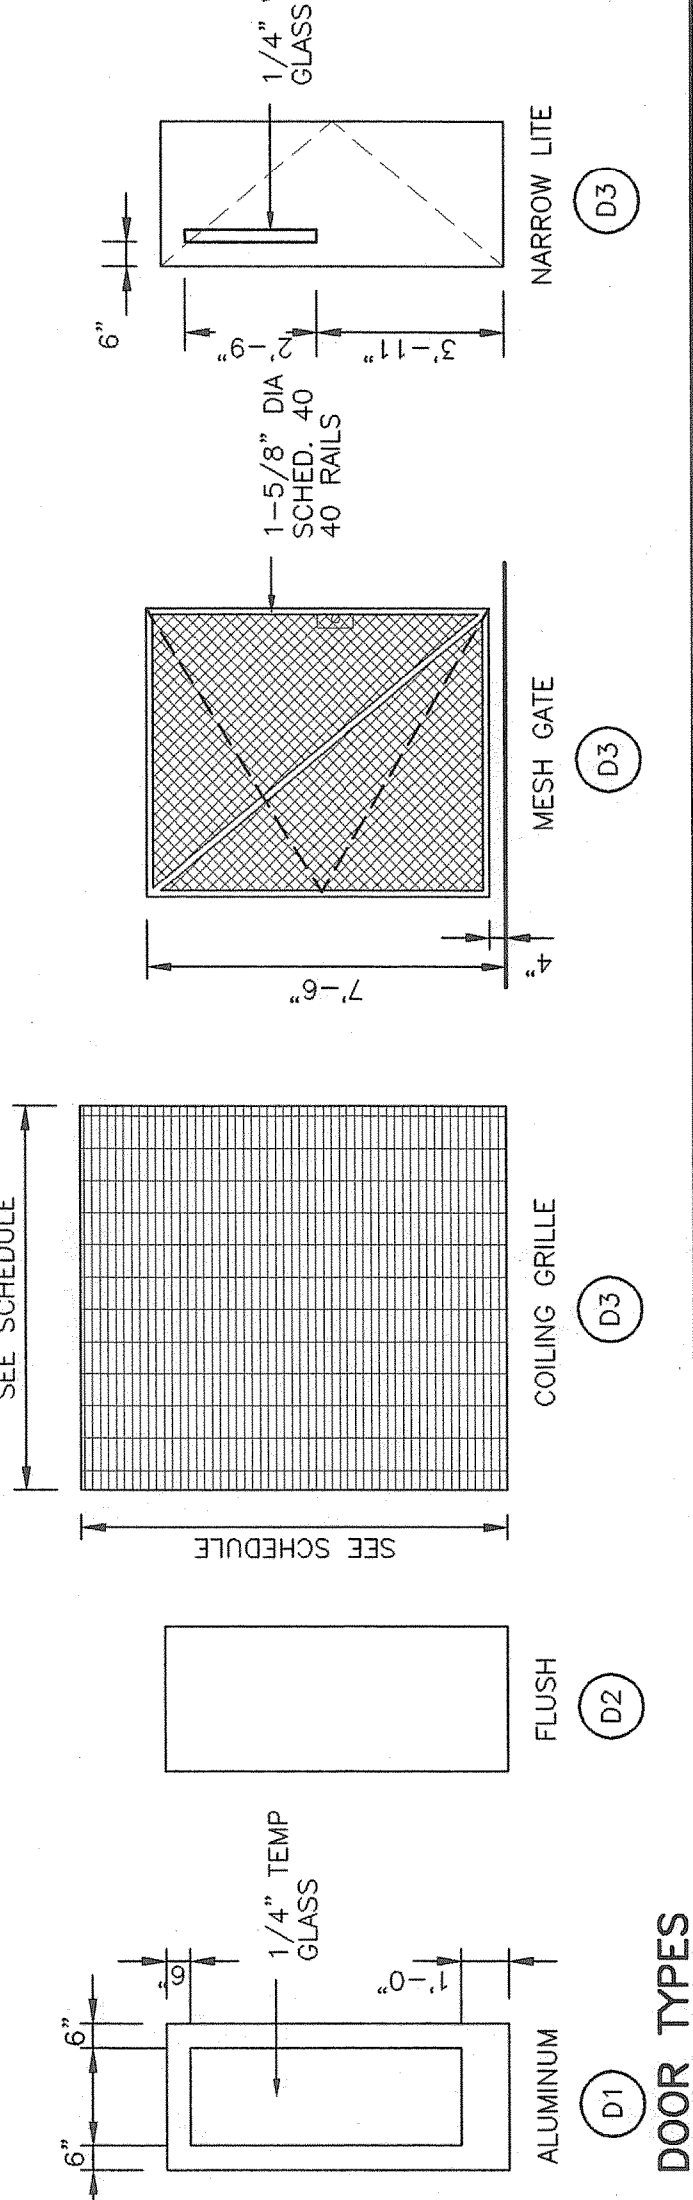 6"
6"
6"
1'-0"
1/4" TEMP
GLASS
ALUMINUM
D1
DOOR TYPES
FLUSH
D2
SEE SCHEDULE
SEE SCHEDULE
COILING GRILLE
D3
7'-6"
4"
1-5/8" DIA
SCHED. 40
40 RAILS
MESH GATE
D3
6"
2'-9"
3'-11"
1/4"
GLASS
NARROW LITE
D3